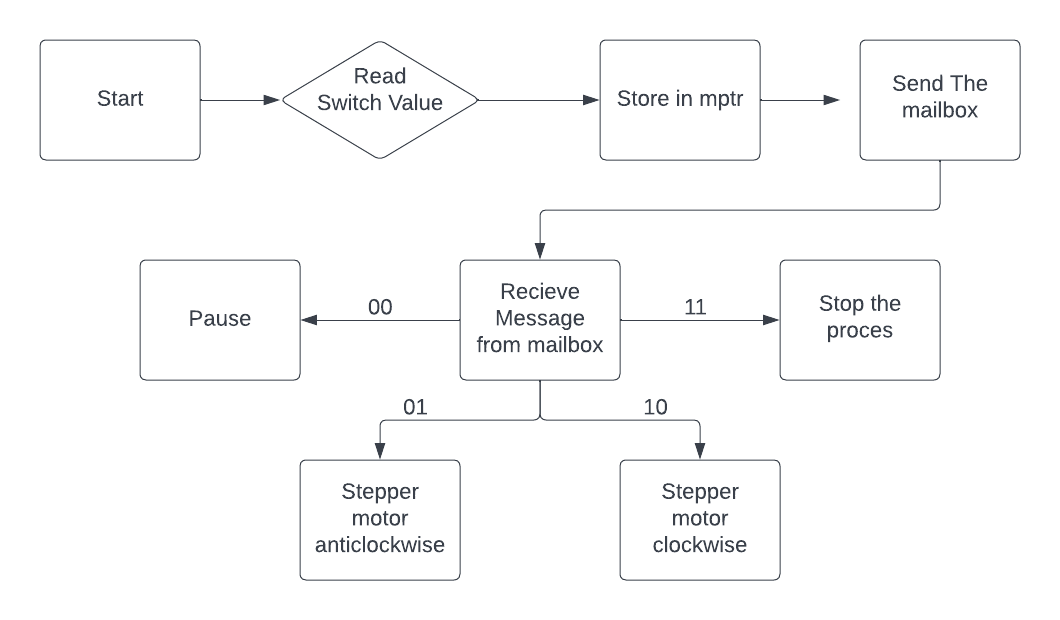 Start
Read
Switch Value
Store in mptr
Send The
mailbox
Pause
00
Recieve
Message
from mailbox
11
Stop the
proces
01
10
Stepper
motor
anticlockwise
Stepper
motor
clockwise